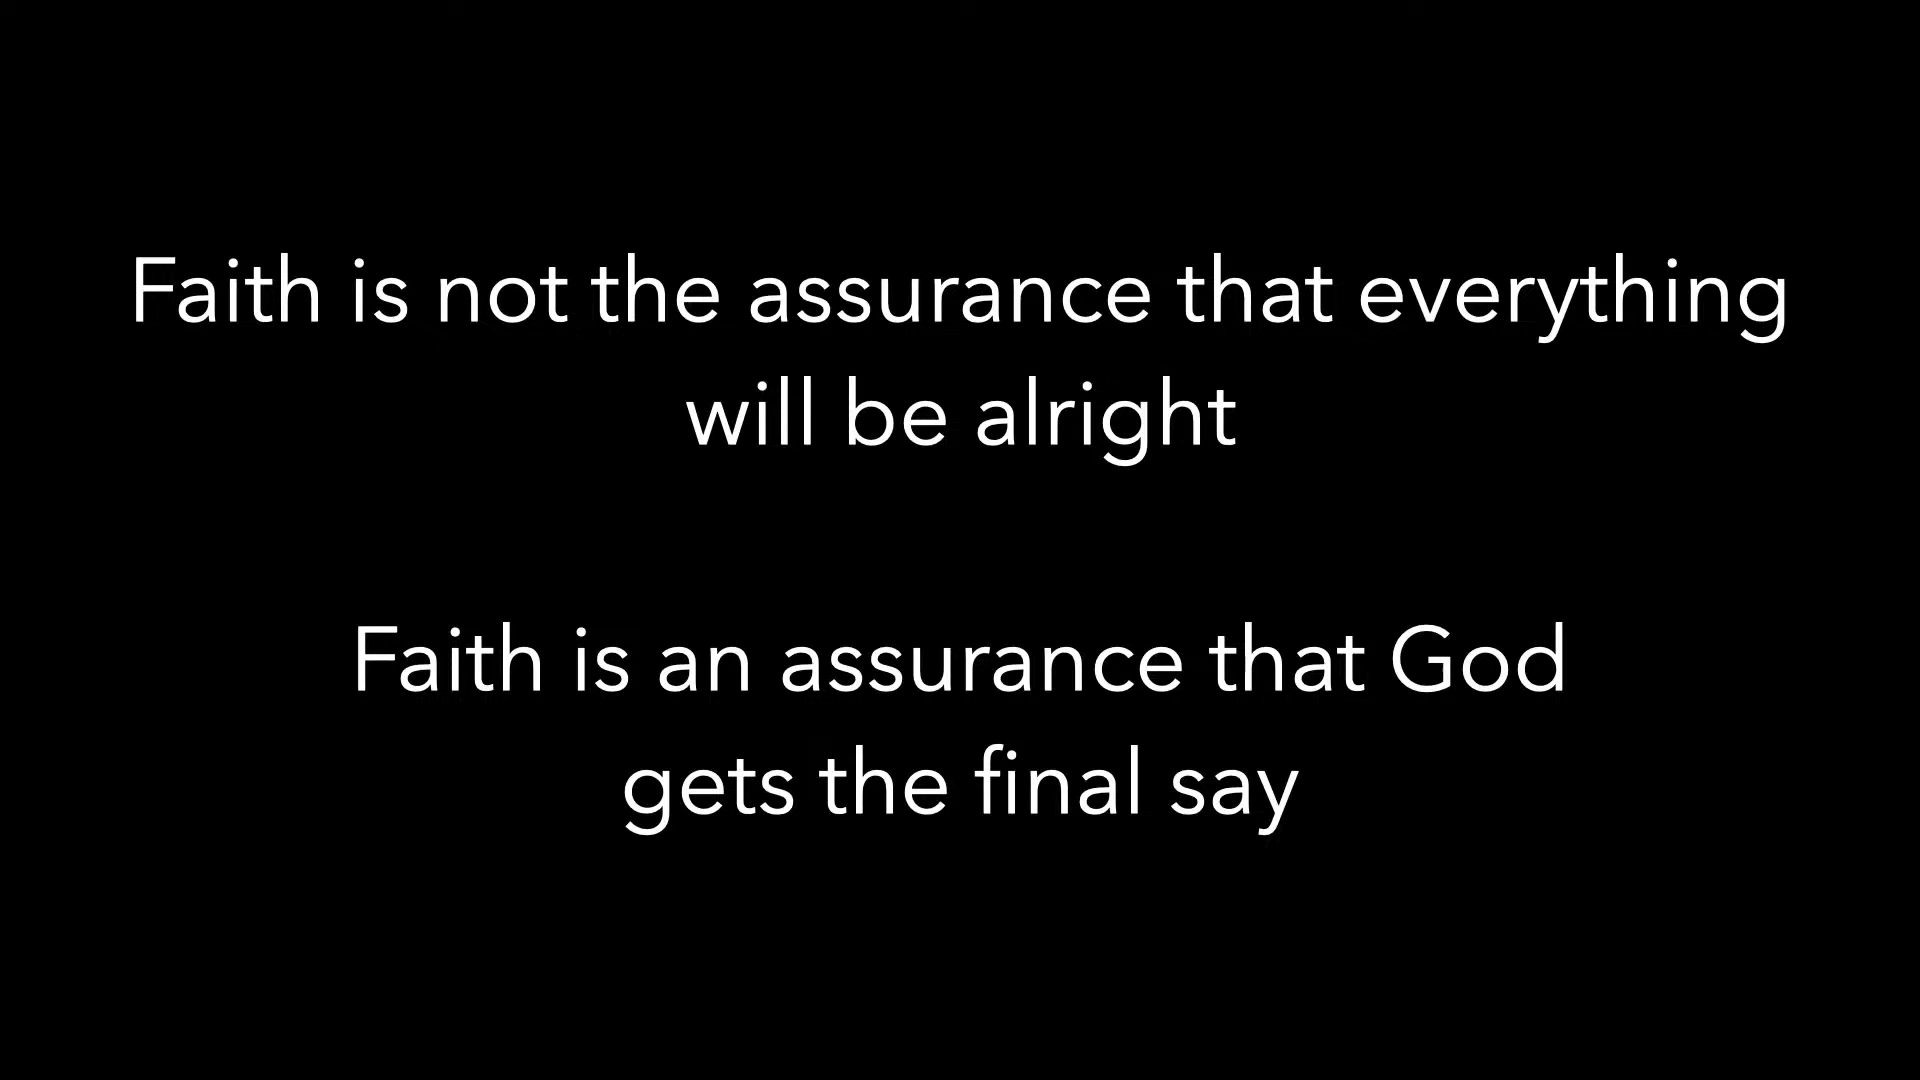 Faith is not the assurance that everything
will be alright
Faith is an assurance that God
gets the final say